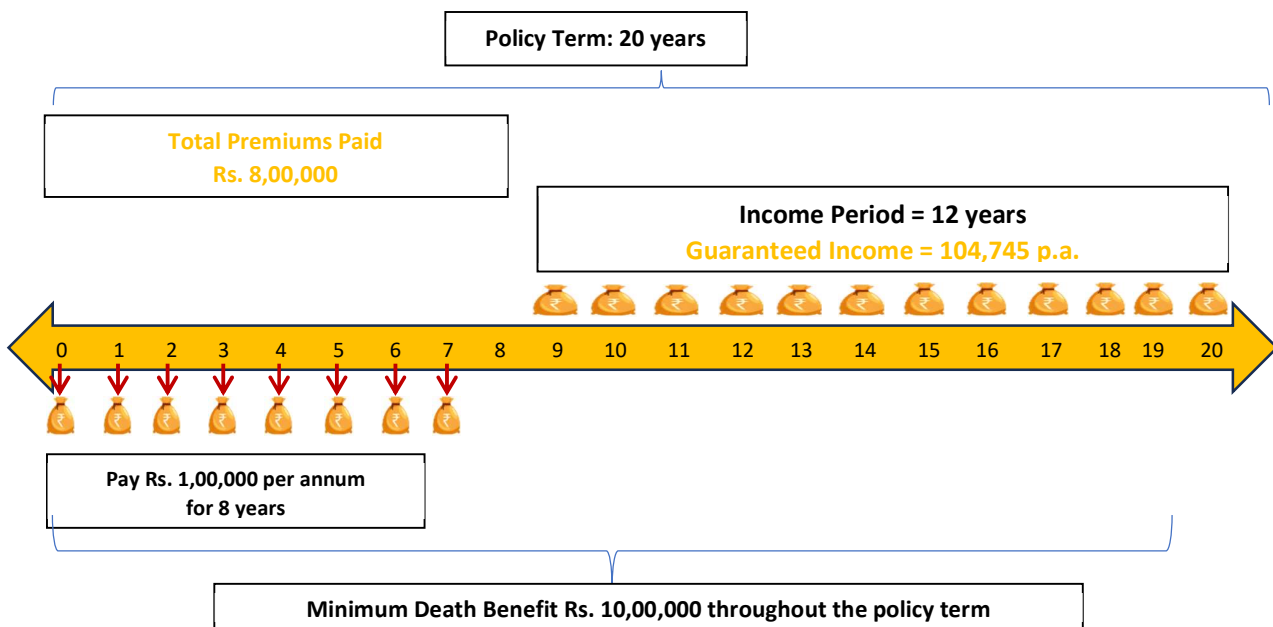 Policy Term: 20 years
Total Premiums Paid
Rs. 8,00,000
Income Period = 12 years
Guaranteed Income = 104,745 p.a.
₹ ₹ ₹ ₹ ₹ ₹ ₹ ₹ ₹ ₹ ₹ ₹
0 1 2 3 4 5 6 7 8 9 10 11 12 13 14 15 16 17 18 19 20
₹ ₹ ₹ ₹ ₹ ₹ ₹ ₹
Pay Rs. 1,00,000 per annum
for 8 years
Minimum Death Benefit Rs. 10,00,000 throughout the policy term